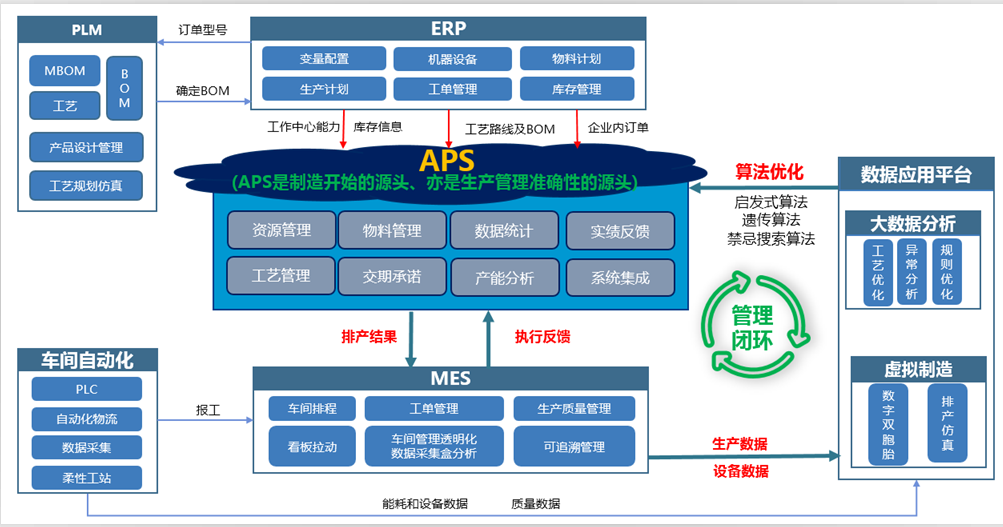 PLM
MBOM
BOM
工艺
产品设计管理
工艺规划仿真
订单型号
确定BOM
ERP
变量配置
机器设备
物料计划
生产计划
工单管理
库存管理
工作中心能力
库存信息
工艺路线及BOM
企业内订单
APS
(APS是制造开始的源头、亦是生产管理准确性的源头)
资源管理
物料管理
数据统计
实绩反馈
工艺管理
交期承诺
产能分析
系统集成
算法优化
启发式算法
遗传算法
禁忌搜索算法
数据应用平台
大数据分析
工艺优化
异常分析
规则优化
管理
闭环
虚拟制造
数字双胞胎
排产仿真
排产结果
执行反馈
车间自动化
PLC
自动化物流
数据采集
柔性工站
报工
MES
车间排程
工单管理
生产质量管理
看板拉动
车间管理透明化
数据采集盒分析
可追溯管理
生产数据
设备数据
能耗和设备数据
质量数据